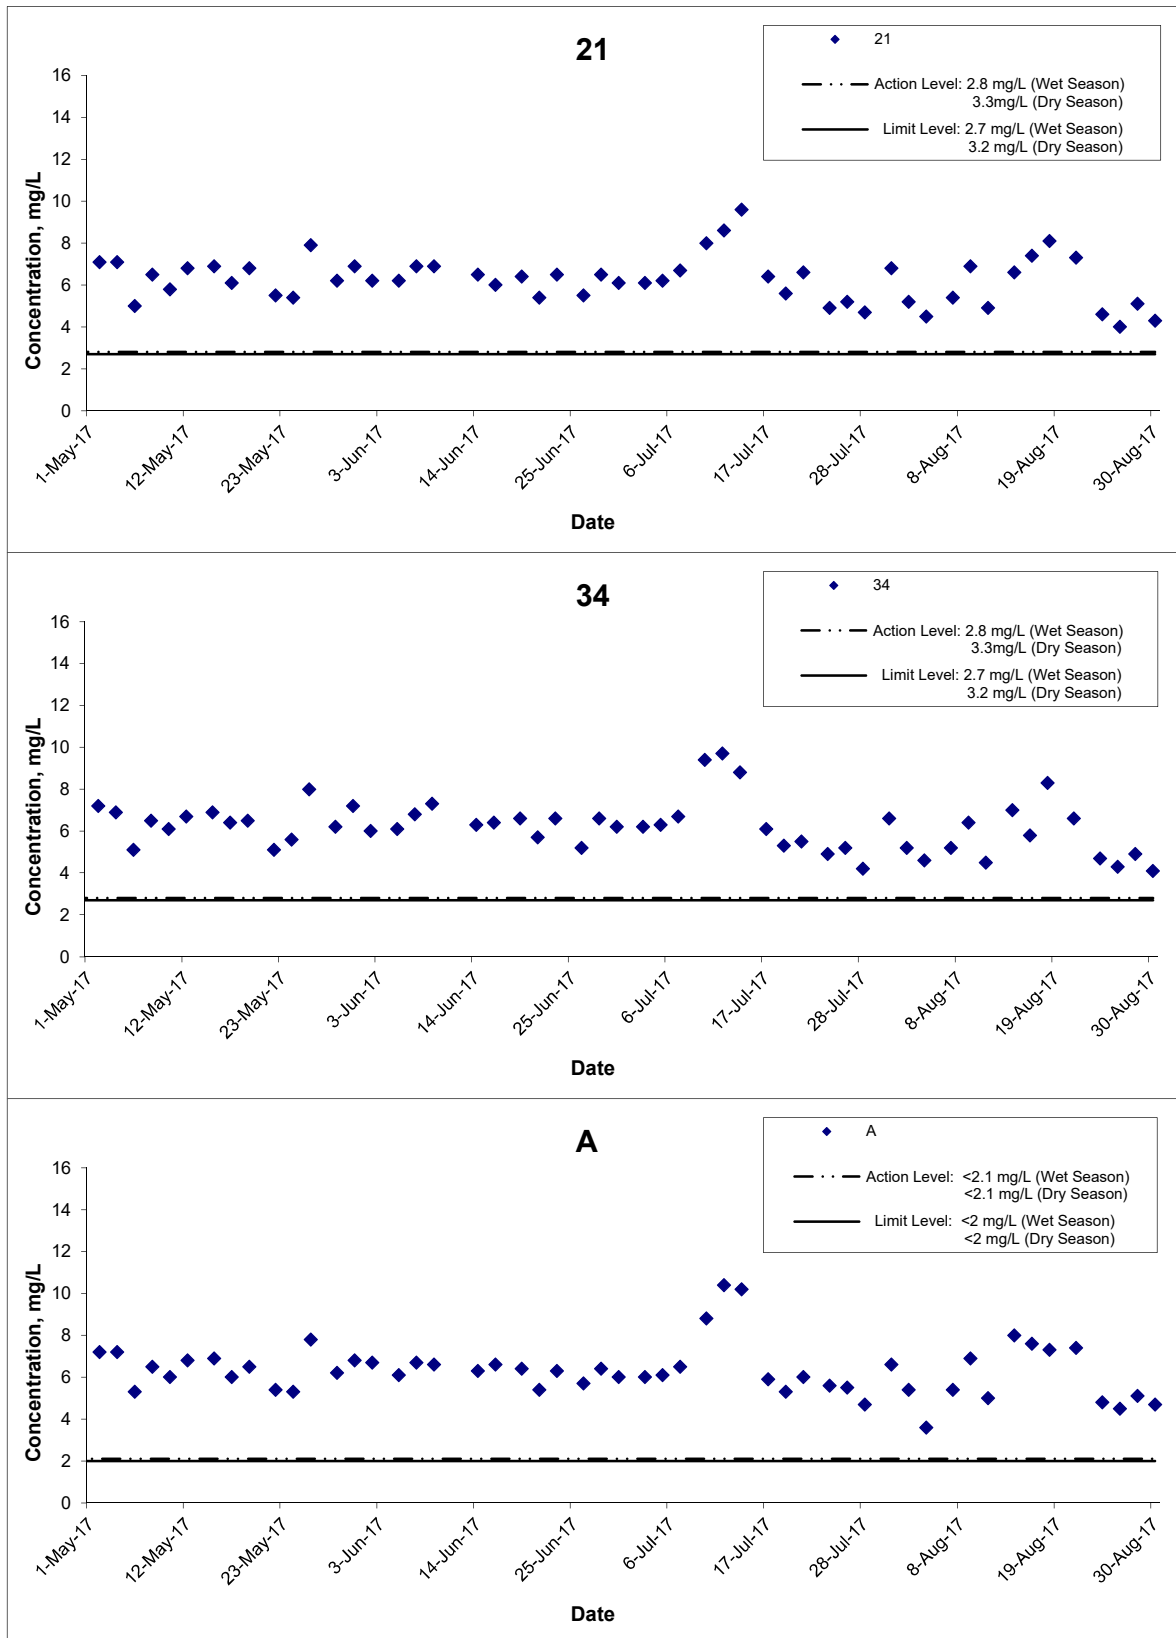 21
21
Action Level: 2.8 mg/L (Wet Season)
3.3mg/L (Dry Season)
Limit Level: 2.7 mg/L (Wet Season)
3.2 mg/L (Dry Season)
Concentration, mg/L
16
14
12
10
8
6
4
2
0
1-May-17
12-May-17
23-May-17
3-Jun-17
14-Jun-17
25-Jun-17
6-Jul-17
17-Jul-17
28-Jul-17
8-Aug-17
19-Aug-17
30-Aug-17
Date
34
34
Action Level: 2.8 mg/L (Wet Season)
3.3mg/L (Dry Season)
Limit Level: 2.7 mg/L (Wet Season)
3.2 mg/L (Dry Season)
Concentration, mg/L
16
14
12
10
8
6
4
2
0
1-May-17
12-May-17
23-May-17
3-Jun-17
14-Jun-17
25-Jun-17
6-Jul-17
17-Jul-17
28-Jul-17
8-Aug-17
19-Aug-17
30-Aug-17
Date
A
A
Action Level: <2.1 mg/L (Wet Season)
<2.1 mg/L (Dry Season)
Limit Level: <2 mg/L (Wet Season)
<2 mg/L (Dry Season)
Concentration, mg/L
16
14
12
10
8
6
4
2
0
1-May-17
12-May-17
23-May-17
3-Jun-17
14-Jun-17
25-Jun-17
6-Jul-17
17-Jul-17
28-Jul-17
8-Aug-17
19-Aug-17
30-Aug-17
Date